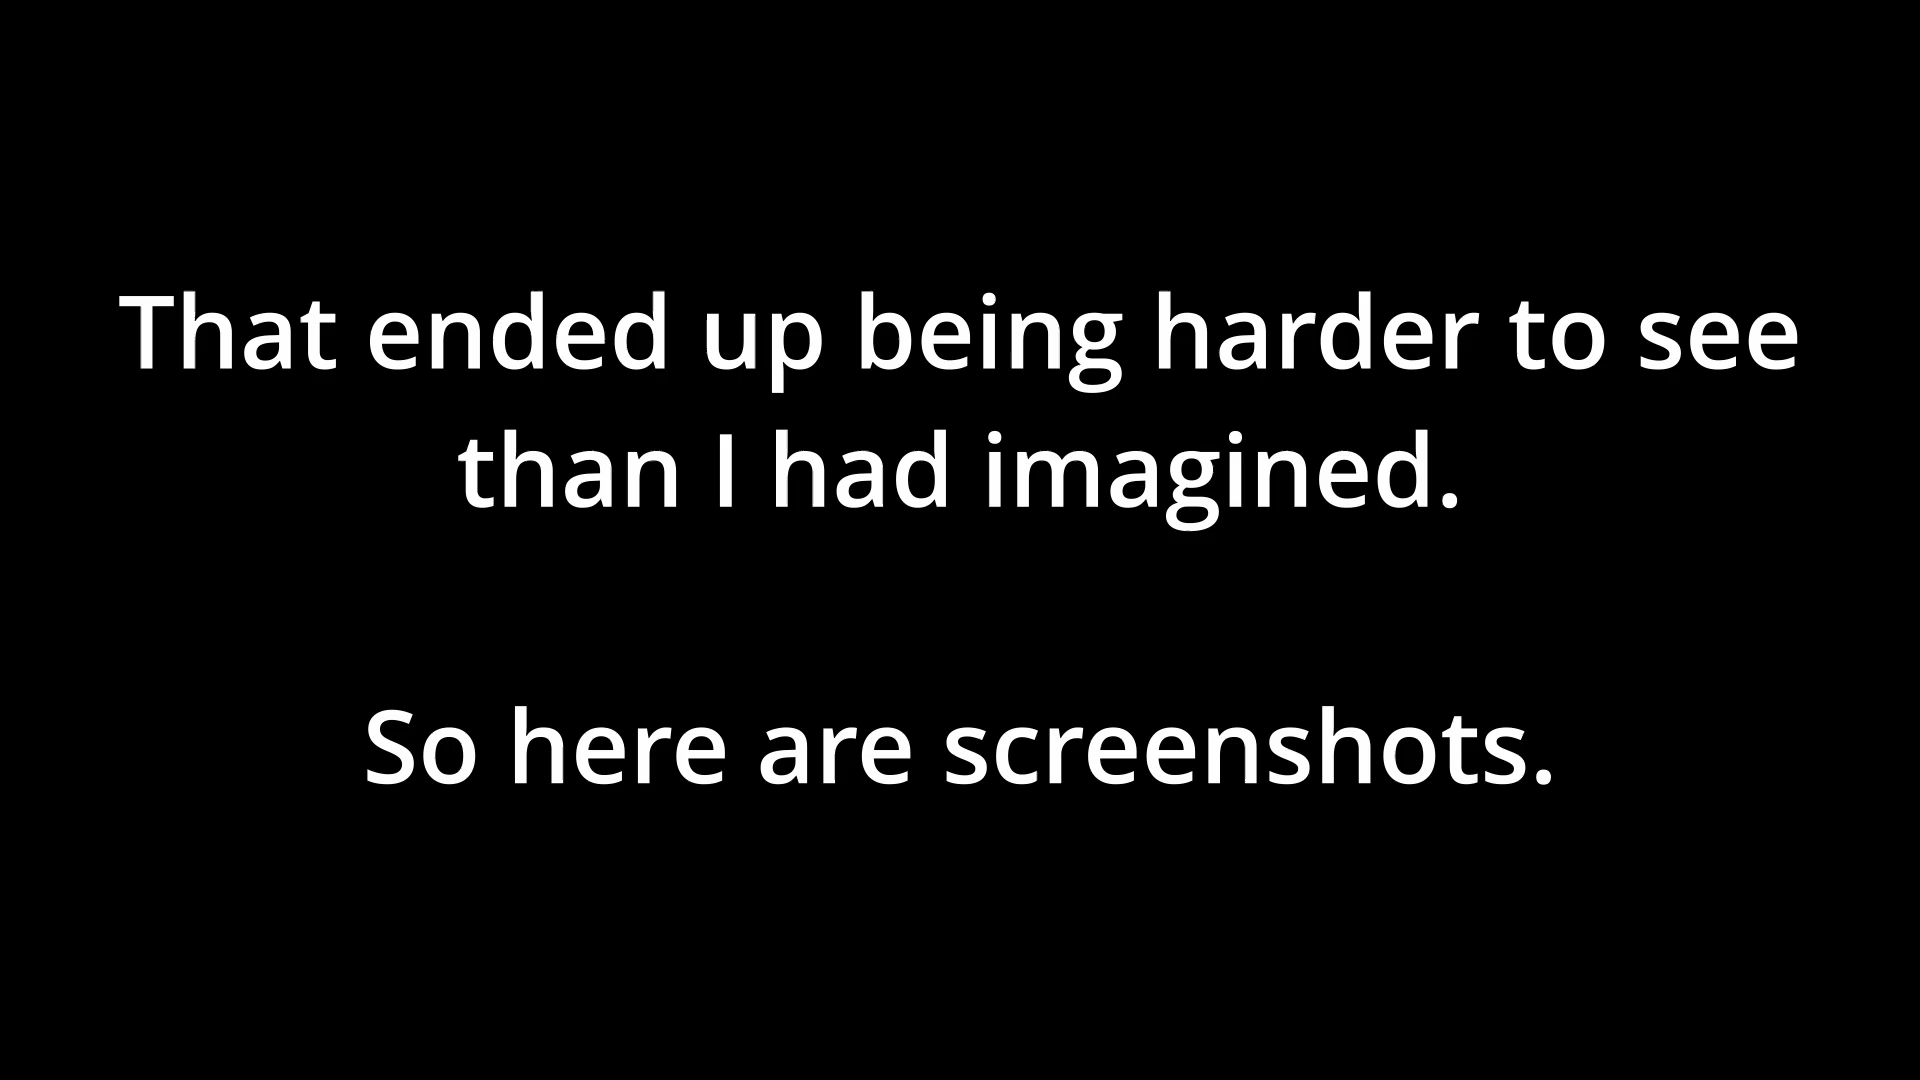 That ended up being harder to see
than I had imagined.
So here are screenshots.